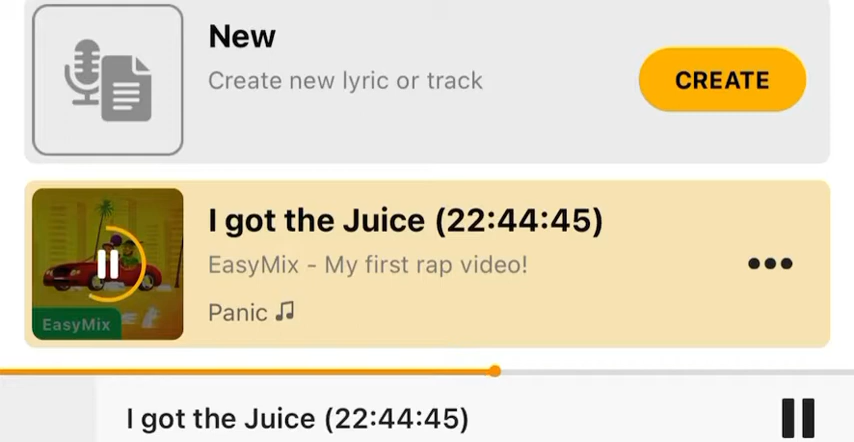 New
Create new lyric or track
CREATE
I got the Juice (22:44:45)
EasyMix - My first rap video!
Panic
EasyMix
I got the Juice (22:44:45)